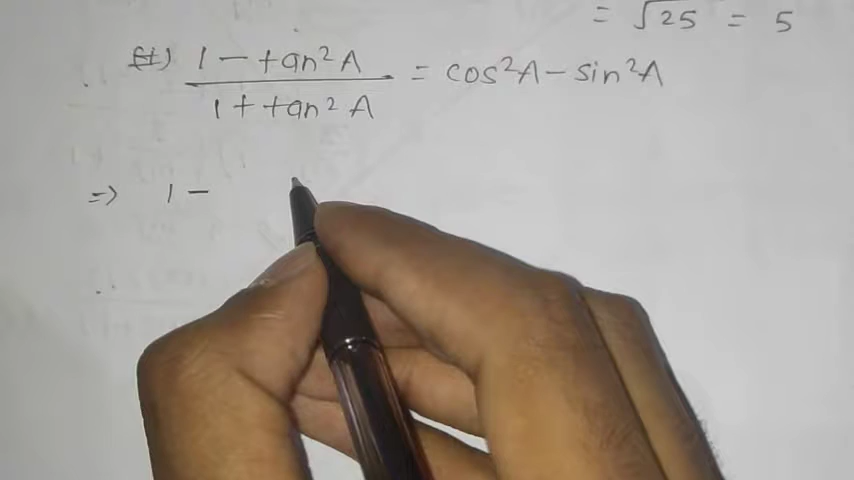 = √25 = 5
1 - tan²A
= cos²A - sin²A
1 + tan²A
=> 1 -